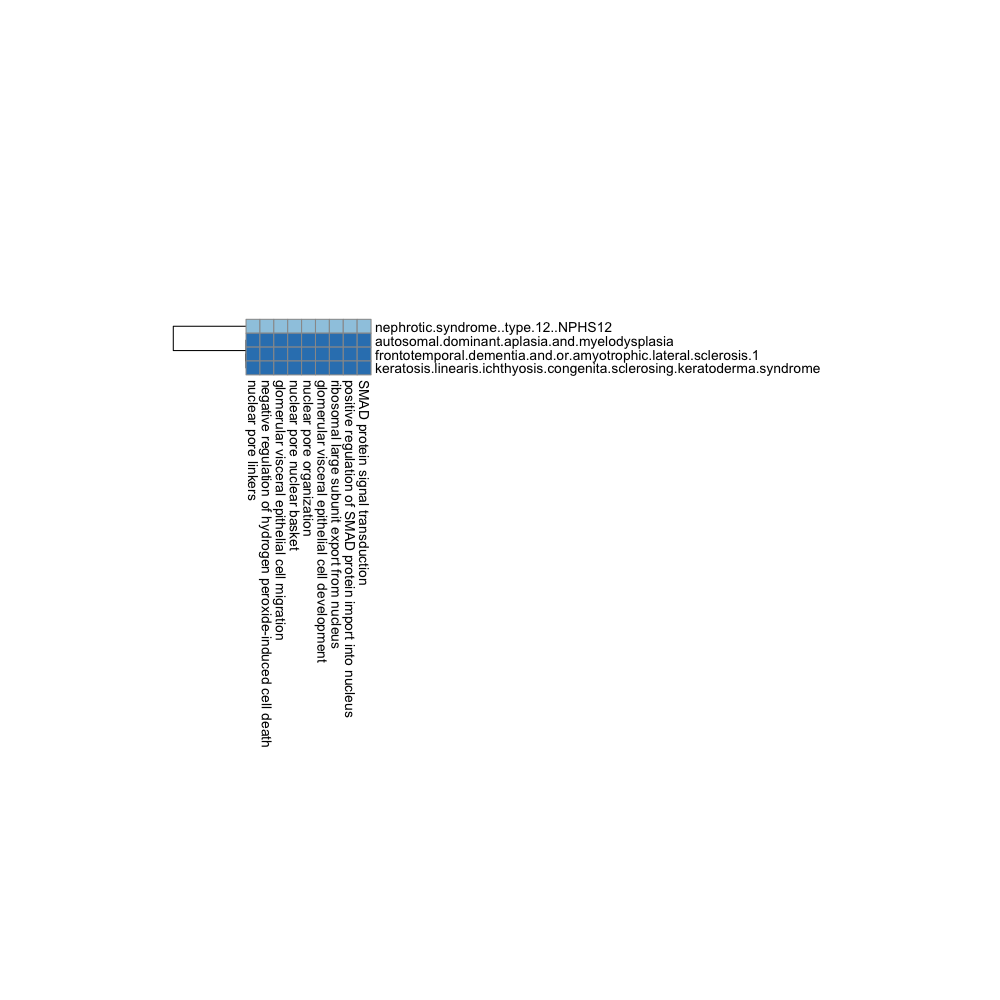 nephrotic.syndrome..type.12..NPHS12
autosomal.dominant.aplasia.and.myelodysplasia
frontotemporal.dementia.and.or.amyotrophic.lateral.sclerosis.1
keratosis.linearis.ichthyosis.congenita.sclerosing.keratoderma.syndrome
nuclear pore linkers
negative regulation of hydrogen peroxide-induced cell death
glomerular visceral epithelial cell migration
nuclear pore nuclear basket
nuclear pore organization
glomerular visceral epithelial cell development
ribosomal large subunit export from nucleus
positive regulation of SMAD protein import into nucleus
SMAD protein signal transduction